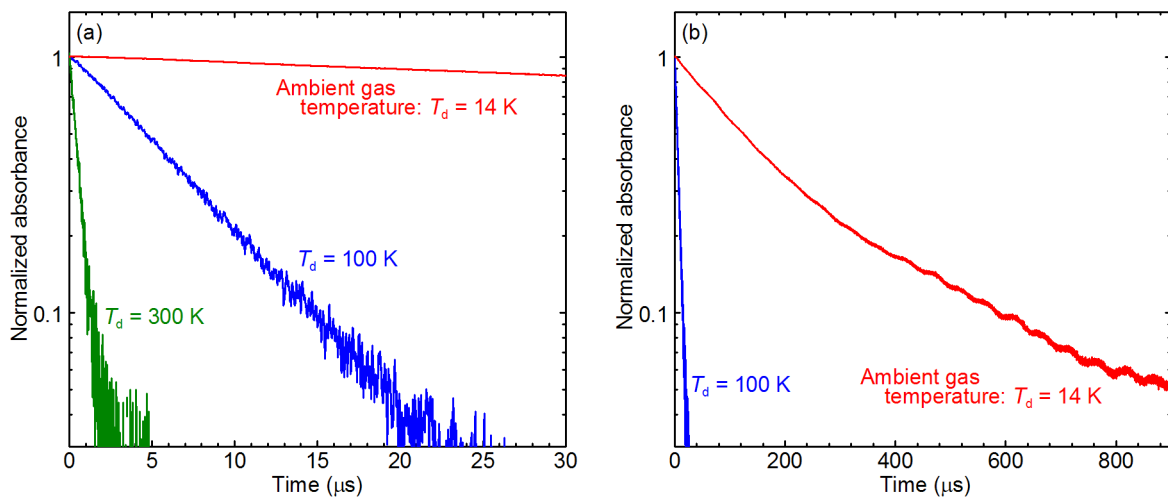 (a)
1
0.1
Normalized absorbance
Ambient gas
temperature: Td = 14 K
Td = 100 K
Td = 300 K
0 5 10 15 20 25 30
Time (μs)
(b)
1
0.1
Normalized absorbance
Td = 100 K
Ambient gas
temperature: Td = 14 K
0 200 400 600 800
Time (μs)